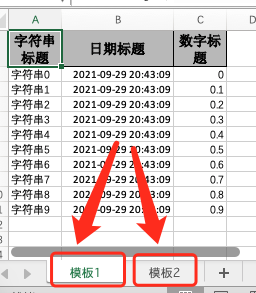 A B C D
字符串标题 日期标题 数字标题
字符串0 2021-09-29 20:43:09 0
字符串1 2021-09-29 20:43:09 0.1
字符串2 2021-09-29 20:43:09 0.2
字符串3 2021-09-29 20:43:09 0.3
字符串4 2021-09-29 20:43:09 0.4
字符串5 2021-09-29 20:43:09 0.5
字符串6 2021-09-29 20:43:09 0.6
字符串7 2021-09-29 20:43:09 0.7
字符串8 2021-09-29 20:43:09 0.8
字符串9 2021-09-29 20:43:09 0.9
模板1 模板2 +